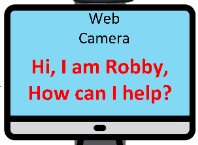 Web
Camera
Hi, I am Robby,
How can I help?